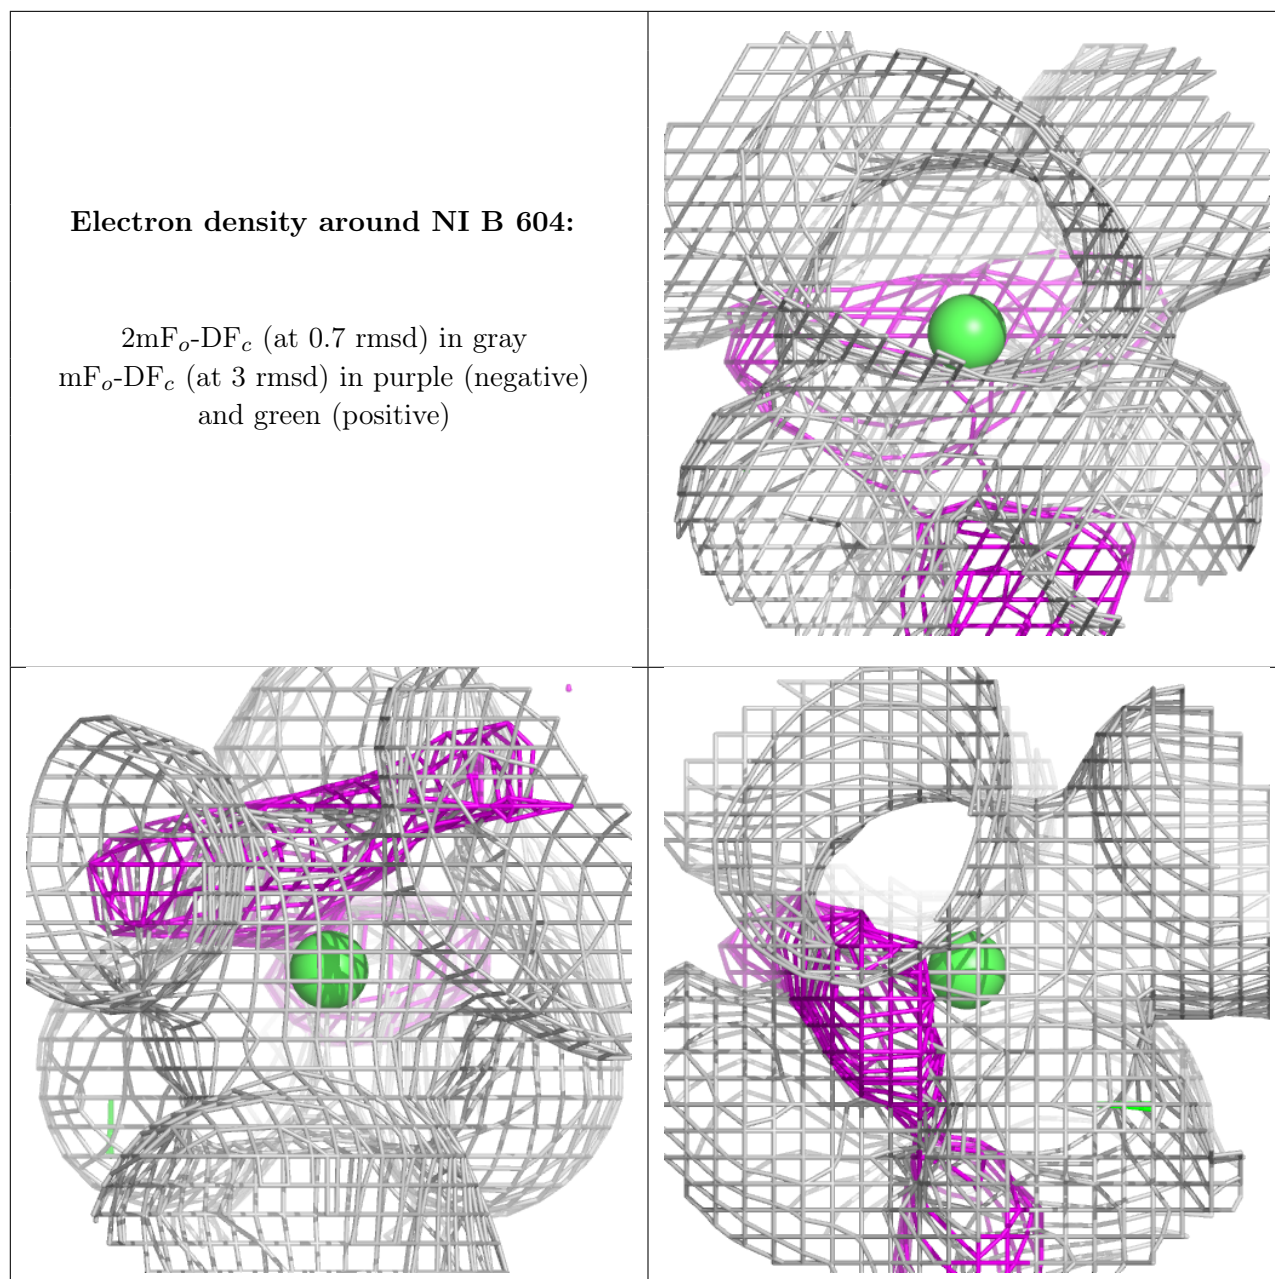 Electron density around NI B 604:
2mFo-DFc (at 0.7 rmsd) in gray
mFo-DFc (at 3 rmsd) in purple (negative)
and green (positive)